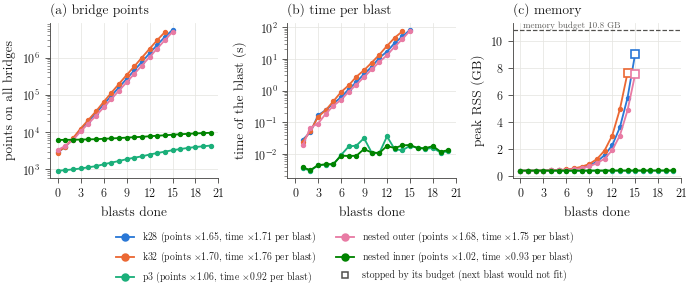 (a) bridge points
(b) time per blast
(c) memory
points on all bridges
10⁶
10⁵
10⁴
10³
0 3 6 9 12 15 18 21
blasts done
time of the blast (s)
10²
10¹
10⁰
10⁻¹
10⁻²
0 3 6 9 12 15 18 21
blasts done
peak RSS (GB)
memory budget 10.8 GB
10
8
6
4
2
0
0 3 6 9 12 15 18 21
blasts done
k28 (points ×1.65, time ×1.71 per blast)
k32 (points ×1.70, time ×1.76 per blast)
p3 (points ×1.06, time ×0.92 per blast)
nested outer (points ×1.68, time ×1.75 per blast)
nested inner (points ×1.02, time ×0.93 per blast)
stopped by its budget (next blast would not fit)